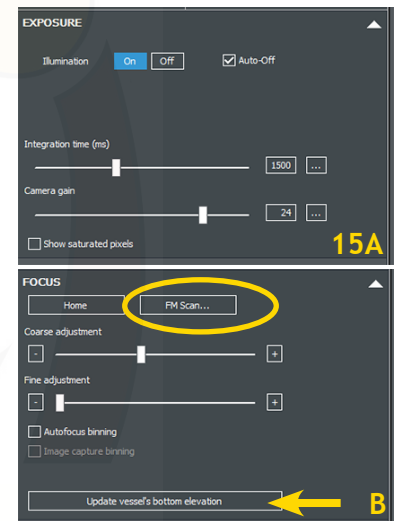 EXPOSURE
Illumination On Off Auto-Off
Integration time (ms)
1500 ...
Camera gain
24 ...
Show saturated pixels
15A
FOCUS
Home FM Scan...
Coarse adjustment
- +
Fine adjustment
- +
Autofocus binning
Image capture binning
Update vessel's bottom elevation
B